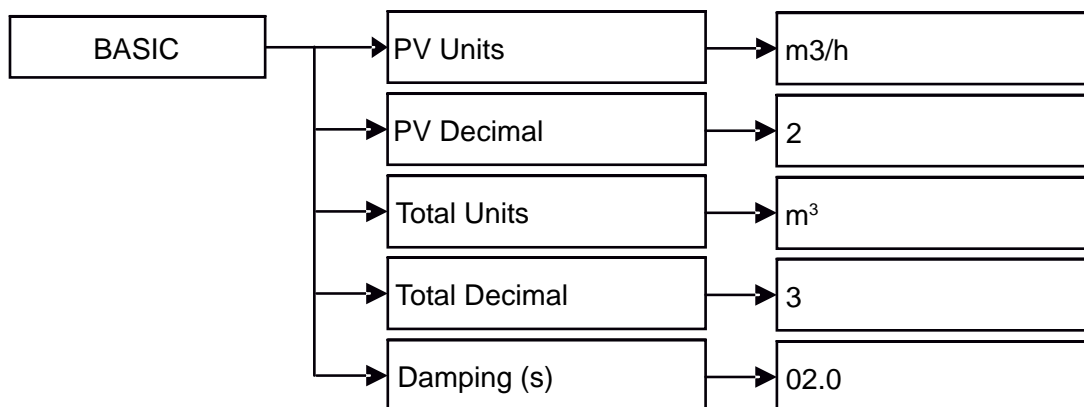 BASIC
PV Units
m3/h
PV Decimal
2
Total Units
m³
Total Decimal
3
Damping (s)
02.0